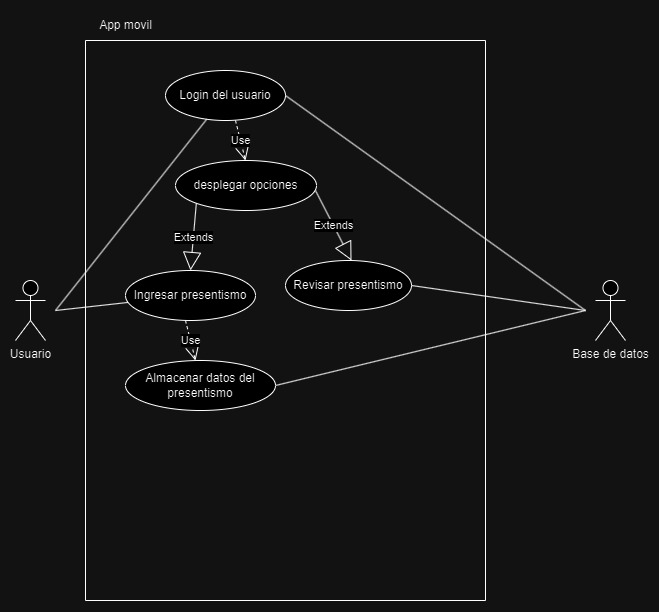 App movil
Login del usuario
Use
desplegar opciones
Extends
Extends
Ingresar presentismo
Revisar presentismo
Usuario
Base de datos
Use
Almacenar datos del
presentismo